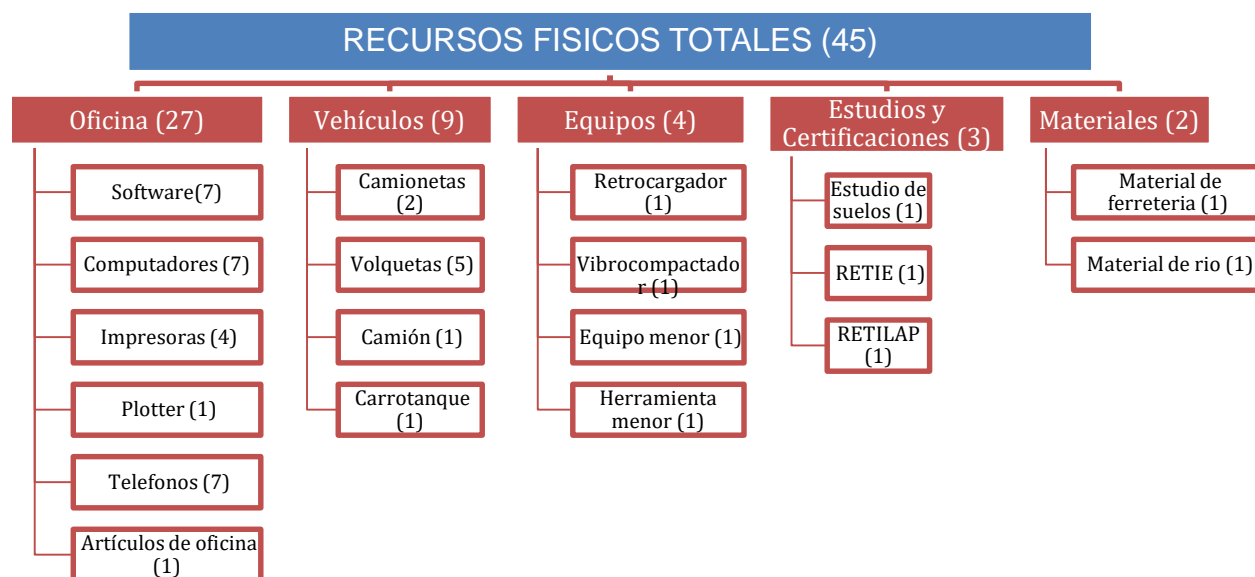 RECURSOS FISICOS TOTALES (45)
Oficina (27)
Software(7)
Computadores (7)
Impresoras (4)
Plotter (1)
Telefonos (7)
Artículos de oficina
(1)
Vehículos (9)
Camionetas
(2)
Volquetas (5)
Camión (1)
Carrotanque
(1)
Equipos (4)
Retrocargador
(1)
Vibrocompactado
r (1)
Equipo menor (1)
Herramienta
menor (1)
Estudios y
Certificaciones (3)
Estudio de
suelos (1)
RETIE (1)
RETILAP
(1)
Materiales (2)
Material de
ferreteria (1)
Material de rio (1)